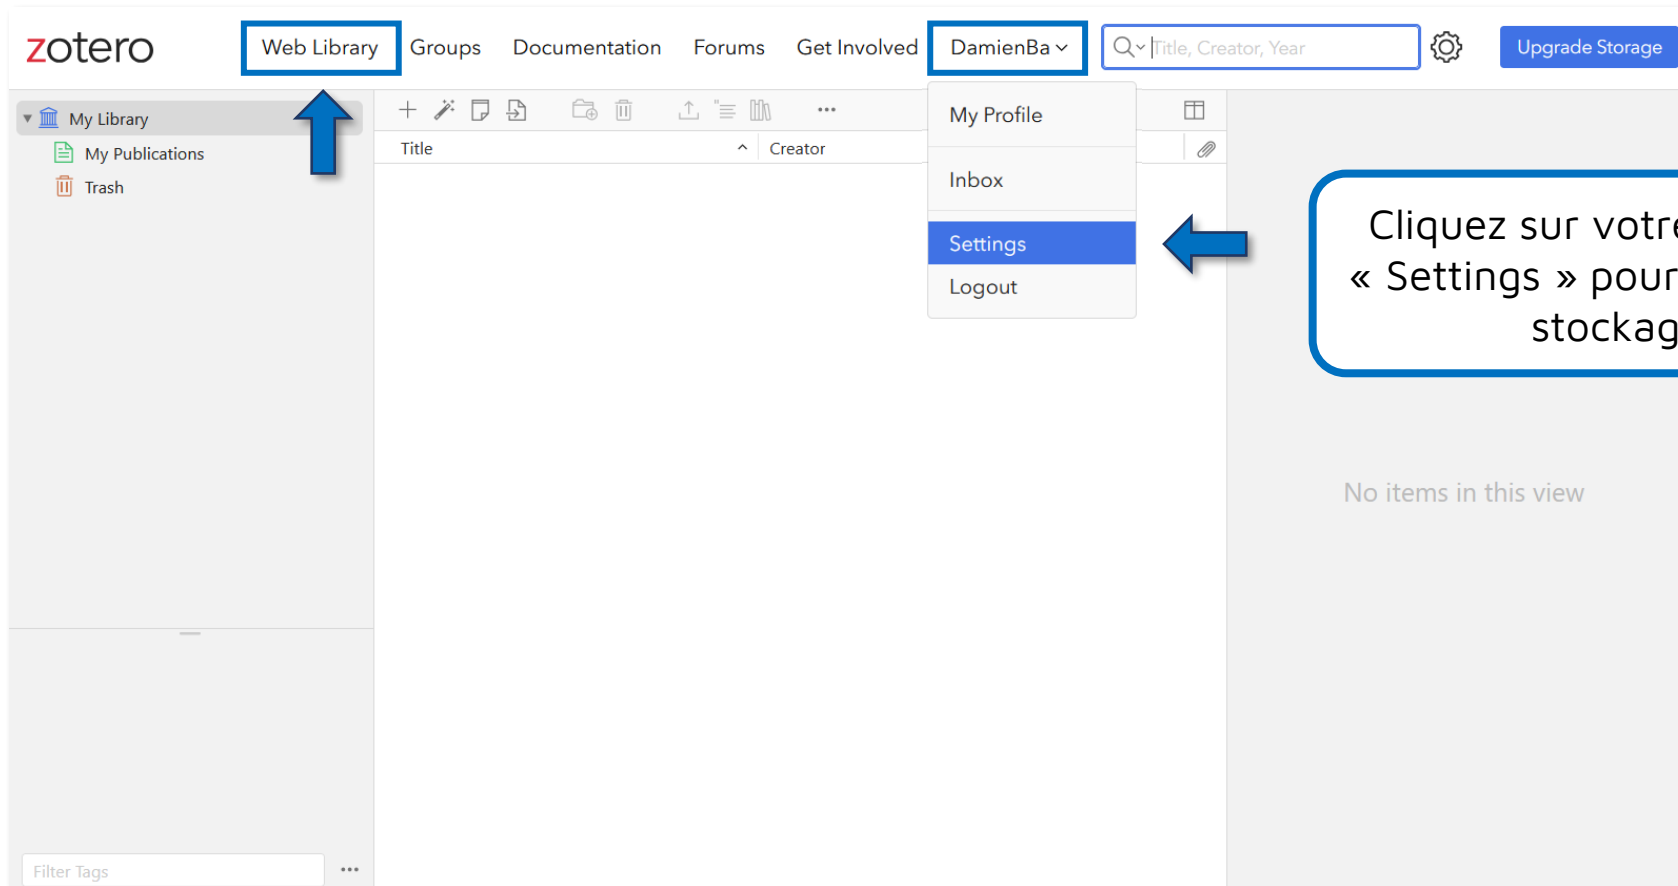 zotero
Web Library
Groups
Documentation
Forums
Get Involved
DamienBa
Title, Creator, Year
Upgrade Storage
My Library
My Publications
Trash
Title
Creator
My Profile
Inbox
Settings
Logout
Cliquez sur votre
« Settings » pour
stockag
No items in this view
Filter Tags